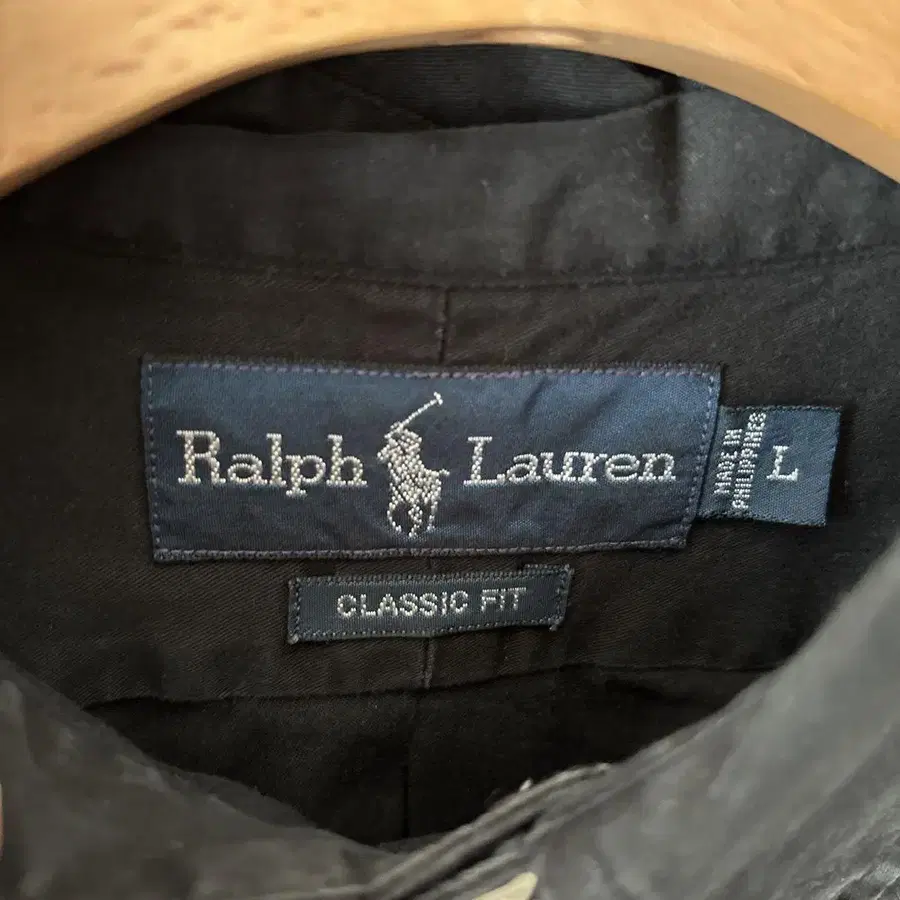 Ralph Lauren
MADE IN
PHILIPPINES
L
CLASSIC FIT